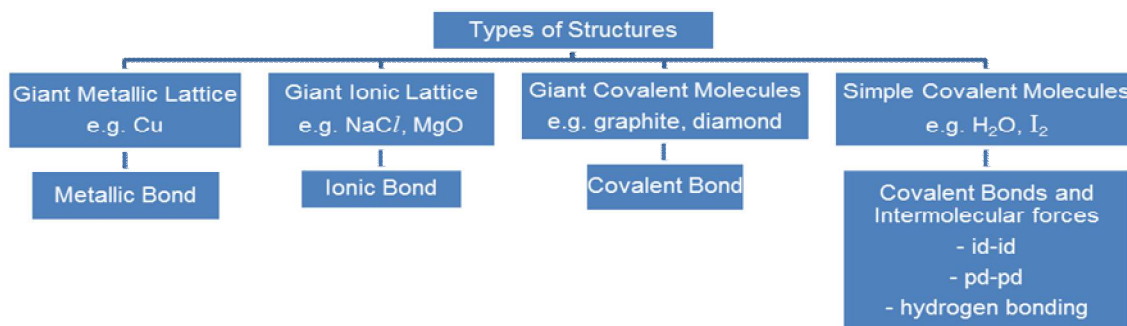 Types of Structures
Giant Metallic Lattice
e.g. Cu
Giant Ionic Lattice
e.g. NaCl, MgO
Giant Covalent Molecules
e.g. graphite, diamond
Simple Covalent Molecules
e.g. H₂O, I₂
Metallic Bond
Ionic Bond
Covalent Bond
Covalent Bonds and
Intermolecular forces
- id-id
- pd-pd
- hydrogen bonding